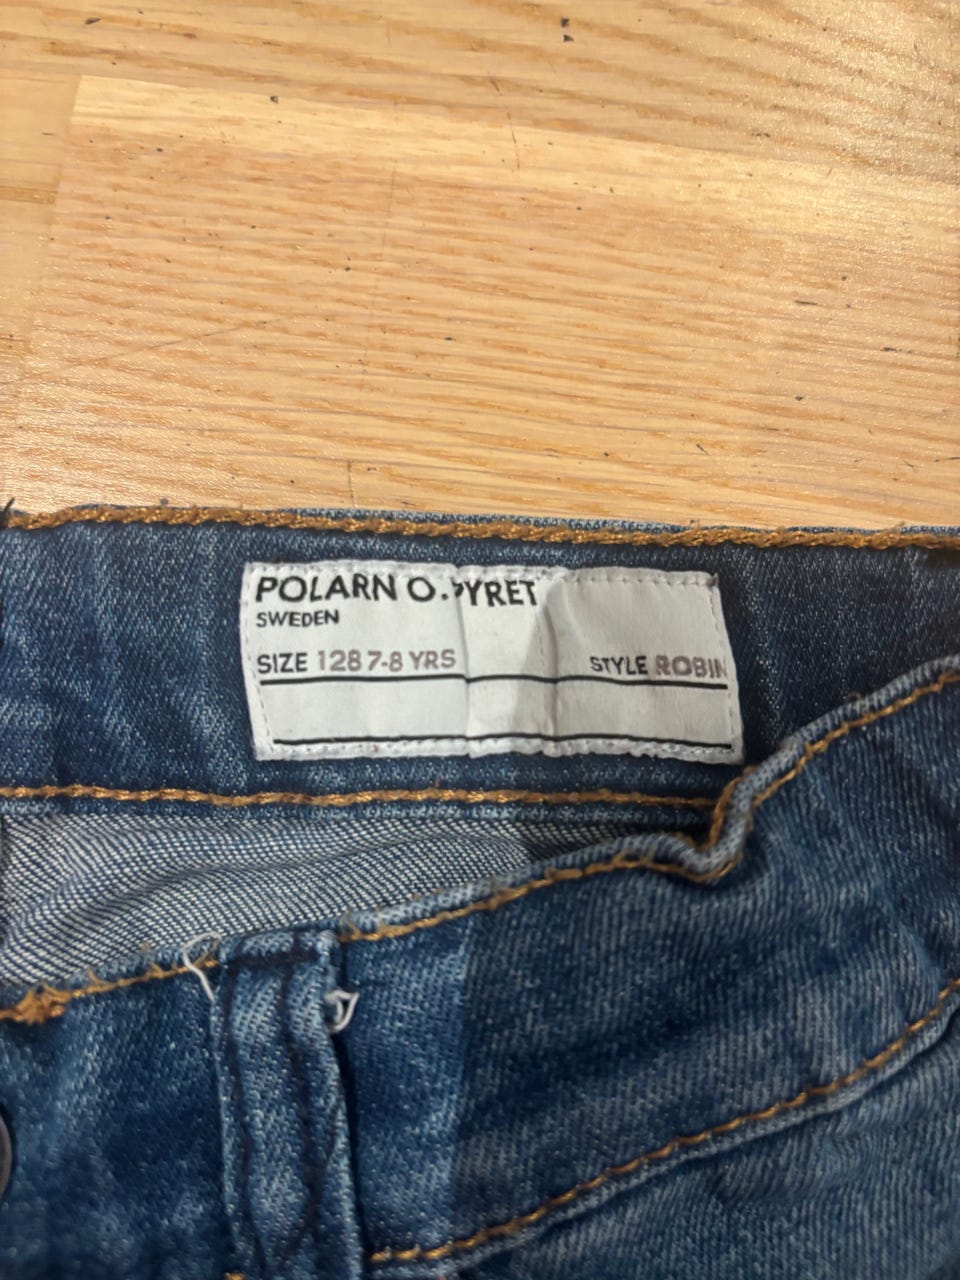 POLARN O. PYRET
SWEDEN
SIZE 128 7-8 YRS STYLE ROBIN